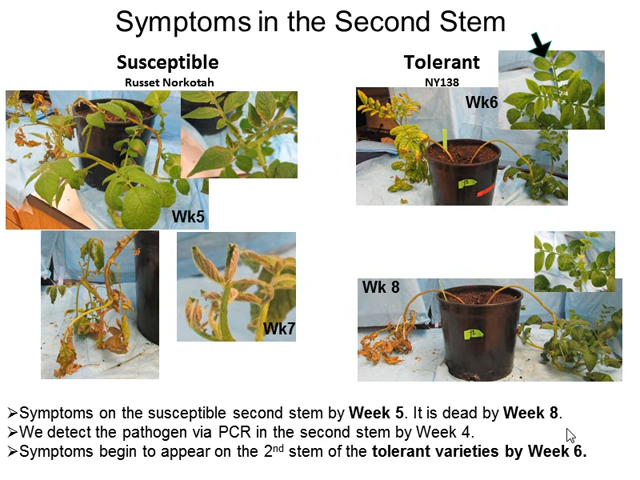 Symptoms in the Second Stem
Susceptible
Russet Norkotah
Wk5
Wk7
Tolerant
NY138
Wk6
Wk 8
➢Symptoms on the susceptible second stem by Week 5. It is dead by Week 8.
➢We detect the pathogen via PCR in the second stem by Week 4.
➢Symptoms begin to appear on the 2nd stem of the tolerant varieties by Week 6.